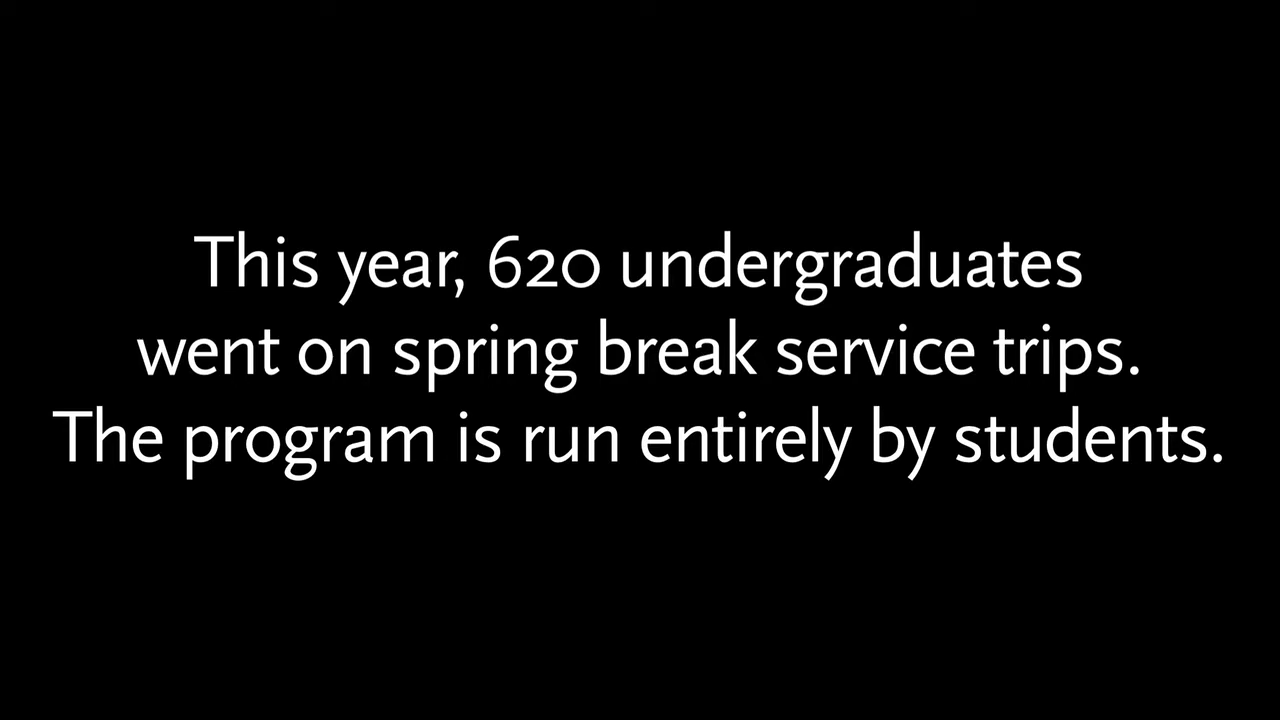 This year, 620 undergraduates
went on spring break service trips.
The program is run entirely by students.